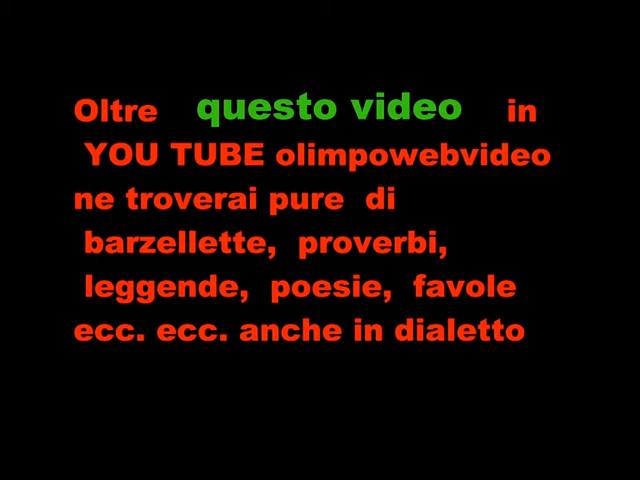 Oltre questo video in
YOU TUBE olimpowebvideo
ne troverai pure di
barzellette, proverbi,
leggende, poesie, favole
ecc. ecc. anche in dialetto